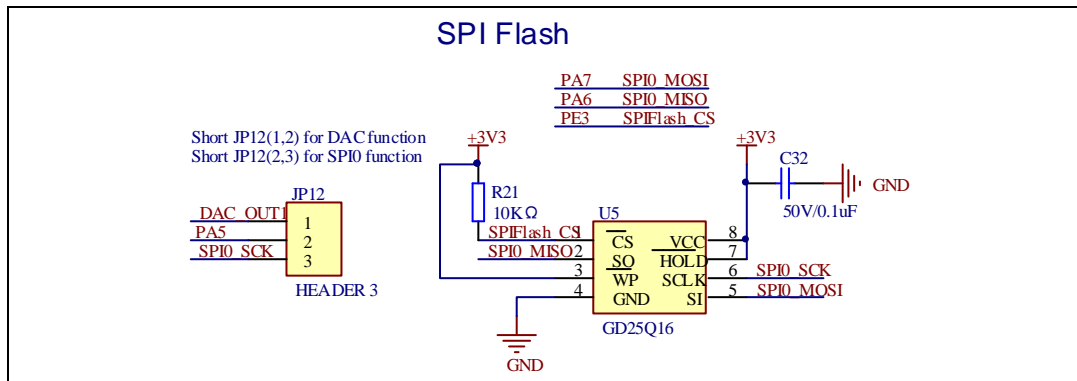 SPI Flash
PA7 SPI0_MOSI
PA6 SPI0_MISO
PE3 SPIFlash_CS
Short JP12(1,2) for DAC function
Short JP12(2,3) for SPI0 function
+3V3
+3V3
C32
GND
50V/0.1uF
JP12
R21
10KΩ
U5
DAC_OUT1 1
PA5 2
SPI0_SCK 3
HEADER 3
SPIFlash_CS 1 CS VCC 8
SPI0_MISO 2 SO HOLD 7
3 WP SCLK 6 SPI0_SCK
4 GND SI 5 SPI0_MOSI
GD25Q16
GND